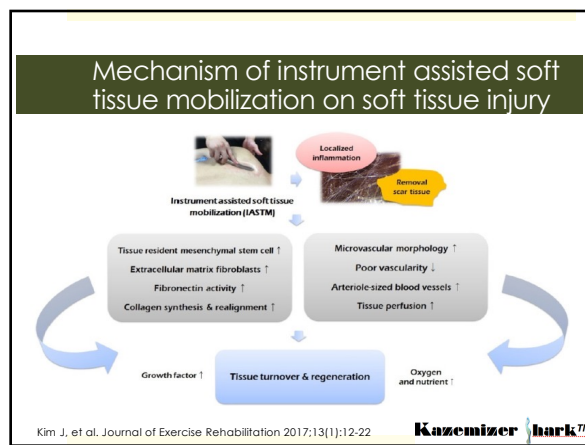 Mechanism of instrument assisted soft
tissue mobilization on soft tissue injury
Localized
inflammation
Removal
scar tissue
Instrument assisted soft tissue
mobilization (IASTM)
Tissue resident mesenchymal stem cell ↑
Extracellular matrix fibroblasts ↑
Fibronectin activity ↑
Collagen synthesis & realignment ↑
Microvascular morphology ↑
Poor vascularity ↓
Arteriole-sized blood vessels ↑
Tissue perfusion ↑
Growth factor ↑
Tissue turnover & regeneration
Oxygen
and nutrient ↑
Kim J, et al. Journal of Exercise Rehabilitation 2017;13(1):12-22
Kazemizer Shark